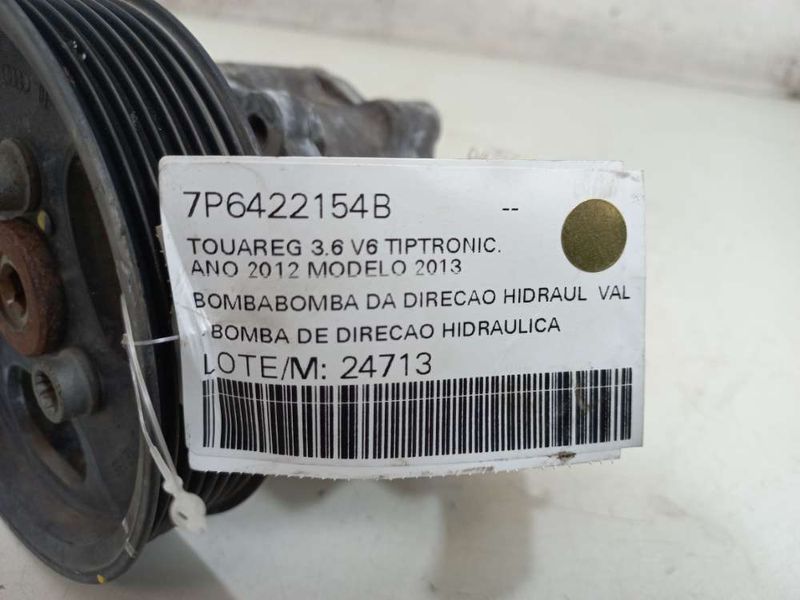 7P6422154B --
TOUAREG 3.6 V6 TIPTRONIC.
ANO 2012 MODELO 2013
BOMBABOMBA DA DIRECAO HIDRAUL VAL
BOMBA DE DIRECAO HIDRAULICA
LOTE/M: 24713